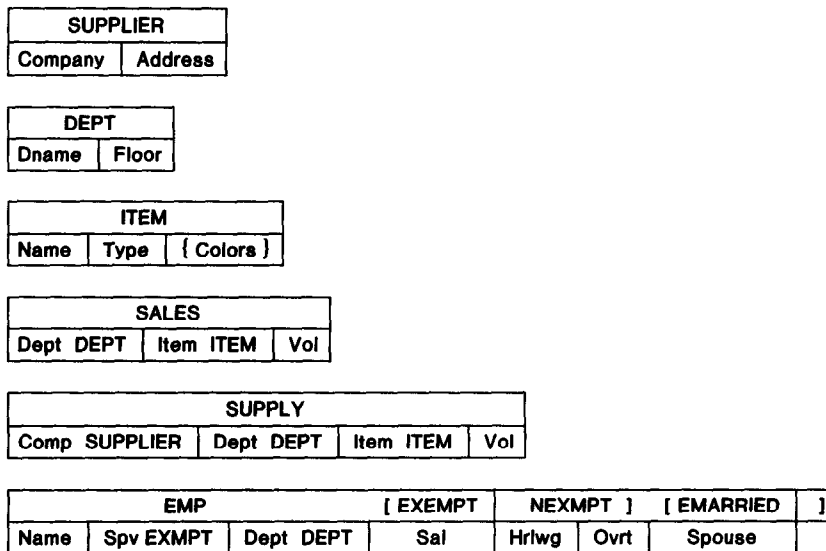 SUPPLIER
Company Address
DEPT
Dname Floor
ITEM
Name Type { Colors }
SALES
Dept DEPT Item ITEM Vol
SUPPLY
Comp SUPPLIER Dept DEPT Item ITEM Vol
EMP [ EXEMPT NEXMPT ] [ EMARRIED ]
Name Spv EXMPT Dept DEPT Sal Hrlwg Ovrt Spouse